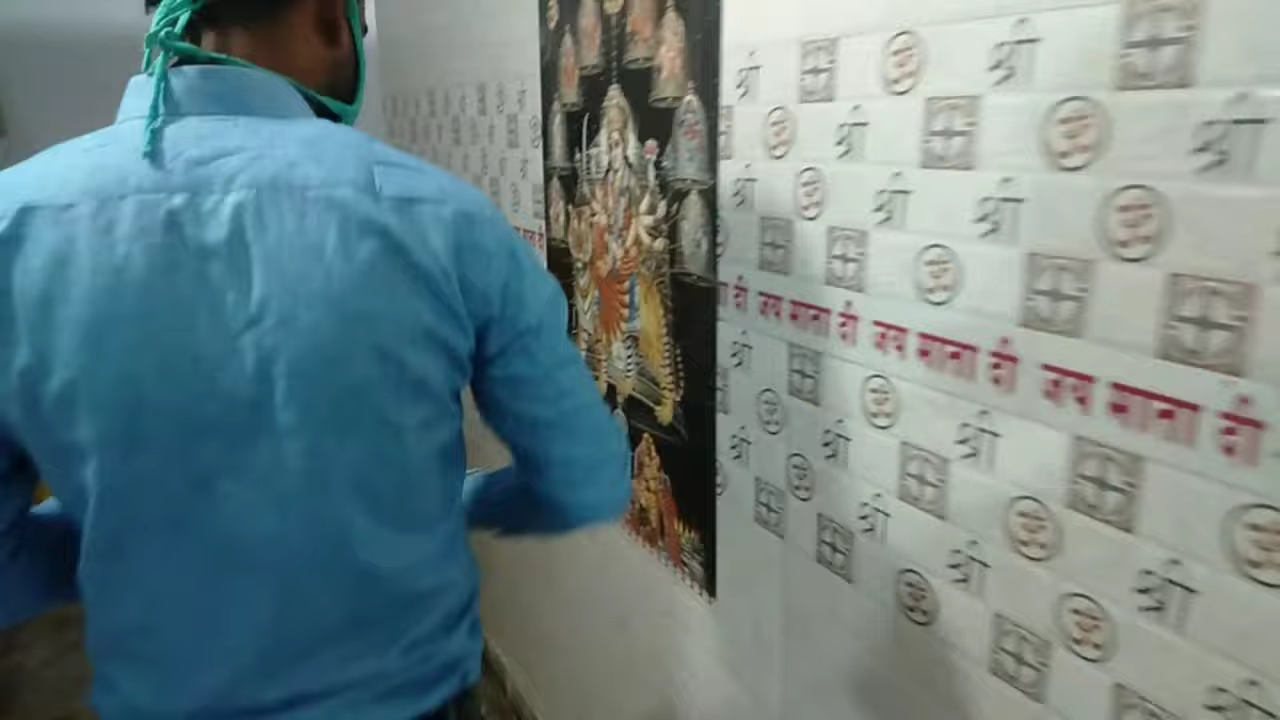 श्री ॐ श्री
ॐ श्री ॐ श्री
श्री ॐ श्री श्री ॐ
ॐ
दी जय माता दी जय माता दी जय माता दी
श्री ॐ
ॐ श्री
श्री ॐ श्री ॐ ॐ
श्री श्री
ॐ ॐ श्री